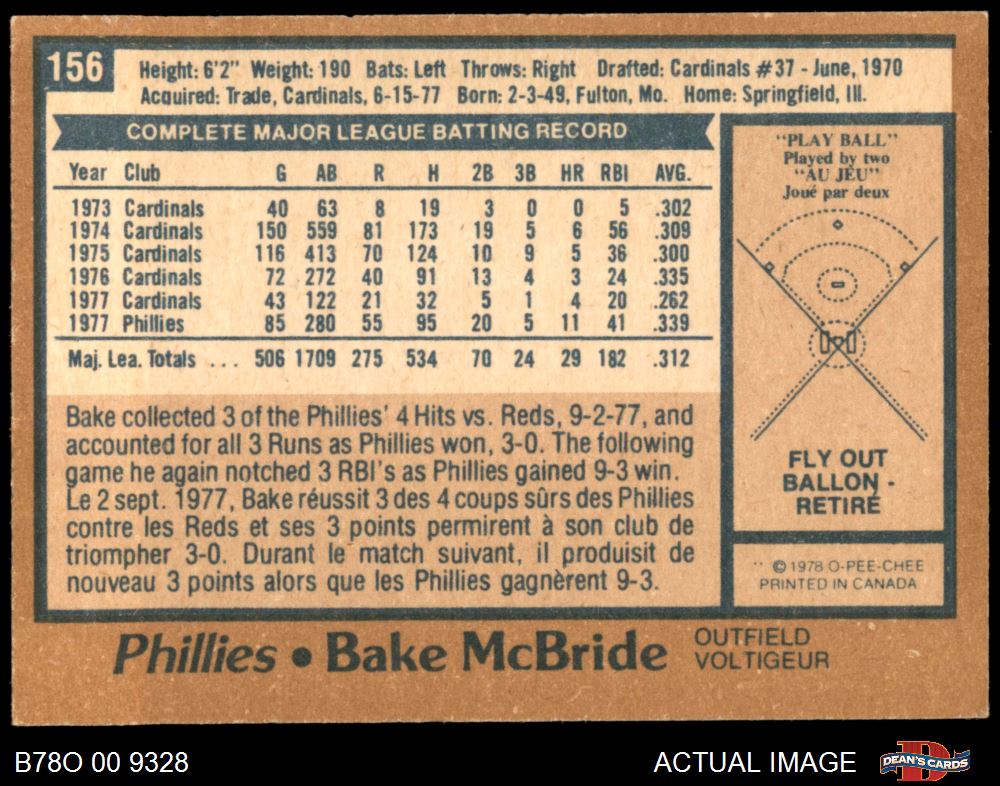 156
Height: 6'2" Weight: 190 Bats: Left Throws: Right Drafted: Cardinals #37 - June, 1970
Acquired: Trade, Cardinals, 6-15-77 Born: 2-3-49, Fulton, Mo. Home: Springfield, Ill.
COMPLETE MAJOR LEAGUE BATTING RECORD
Year Club G AB R H 2B 3B HR RBI AVG.
1973 Cardinals 40 63 8 19 3 0 0 5 .302
1974 Cardinals 150 559 81 173 19 5 6 56 .309
1975 Cardinals 116 413 70 124 10 9 5 36 .300
1976 Cardinals 72 272 40 91 13 4 3 24 .335
1977 Cardinals 43 122 21 32 5 1 4 20 .262
1977 Phillies 85 280 55 95 20 5 11 41 .339
Maj. Lea. Totals ... 506 1709 275 534 70 24 29 182 .312
Bake collected 3 of the Phillies' 4 Hits vs. Reds, 9-2-77, and
accounted for all 3 Runs as Phillies won, 3-0. The following
game he again notched 3 RBI's as Phillies gained 9-3 win.
Le 2 sept. 1977, Bake réussit 3 des 4 coups sûrs des Phillies
contre les Reds et ses 3 points permirent à son club de
triompher 3-0. Durant le match suivant, il produisit de
nouveau 3 points alors que les Phillies gagnèrent 9-3.
"PLAY BALL"
Played by two
"AU JEU"
Joué par deux
FLY OUT
BALLON -
RETIRÉ
© 1978 O-PEE-CHEE
PRINTED IN CANADA
Phillies • Bake McBride
OUTFIELD
VOLTIGEUR
B78O 00 9328
ACTUAL IMAGE
DEAN'S CARDS